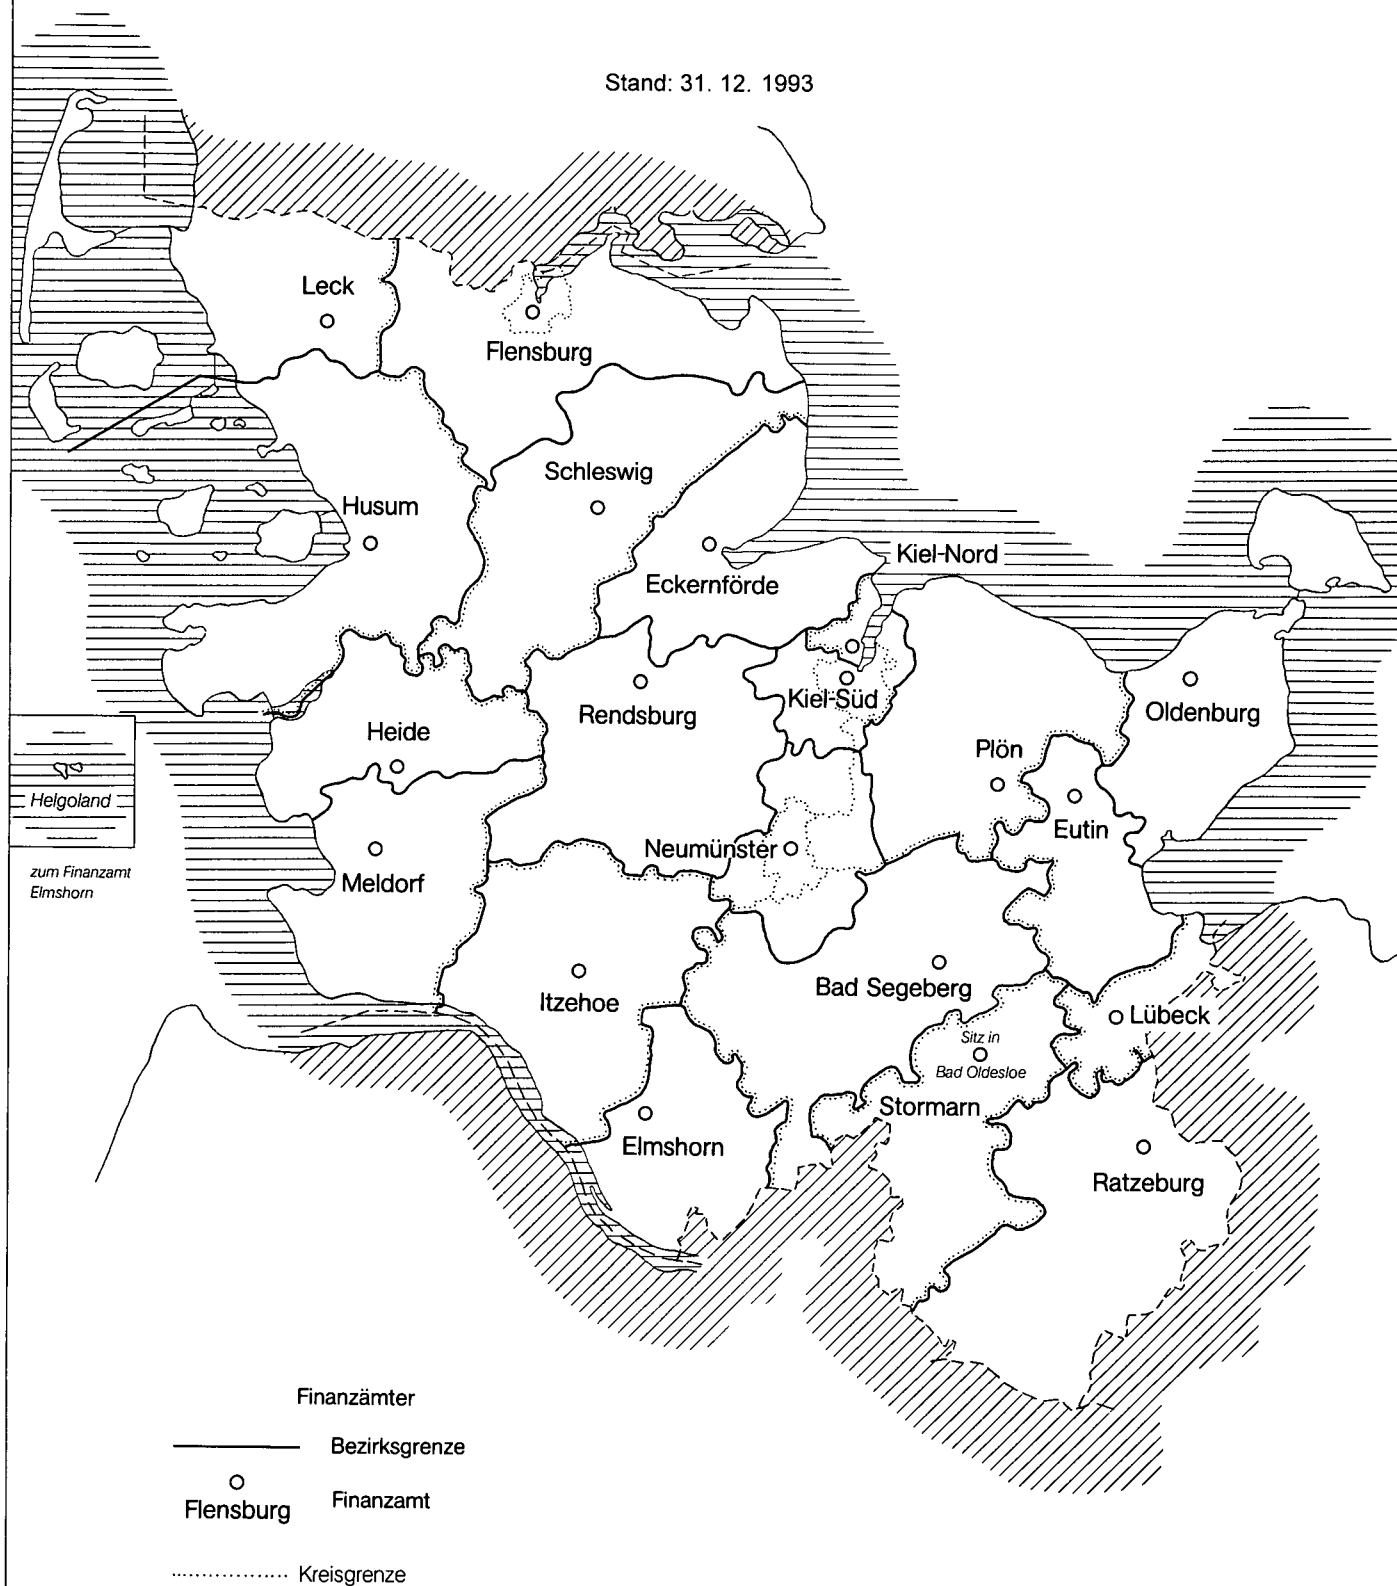 Stand: 31. 12. 1993
Leck
Flensburg
Schleswig
Husum
Kiel-Nord
Eckernförde
Kiel-Süd
Rendsburg
Oldenburg
Heide
Plön
Helgoland
Eutin
Neumünster
zum Finanzamt
Elmshorn
Meldorf
Bad Segeberg
Itzehoe
Lübeck
Sitz in
Bad Oldesloe
Stormarn
Elmshorn
Ratzeburg
Finanzämter
Bezirksgrenze
Flensburg
Finanzamt
Kreisgrenze